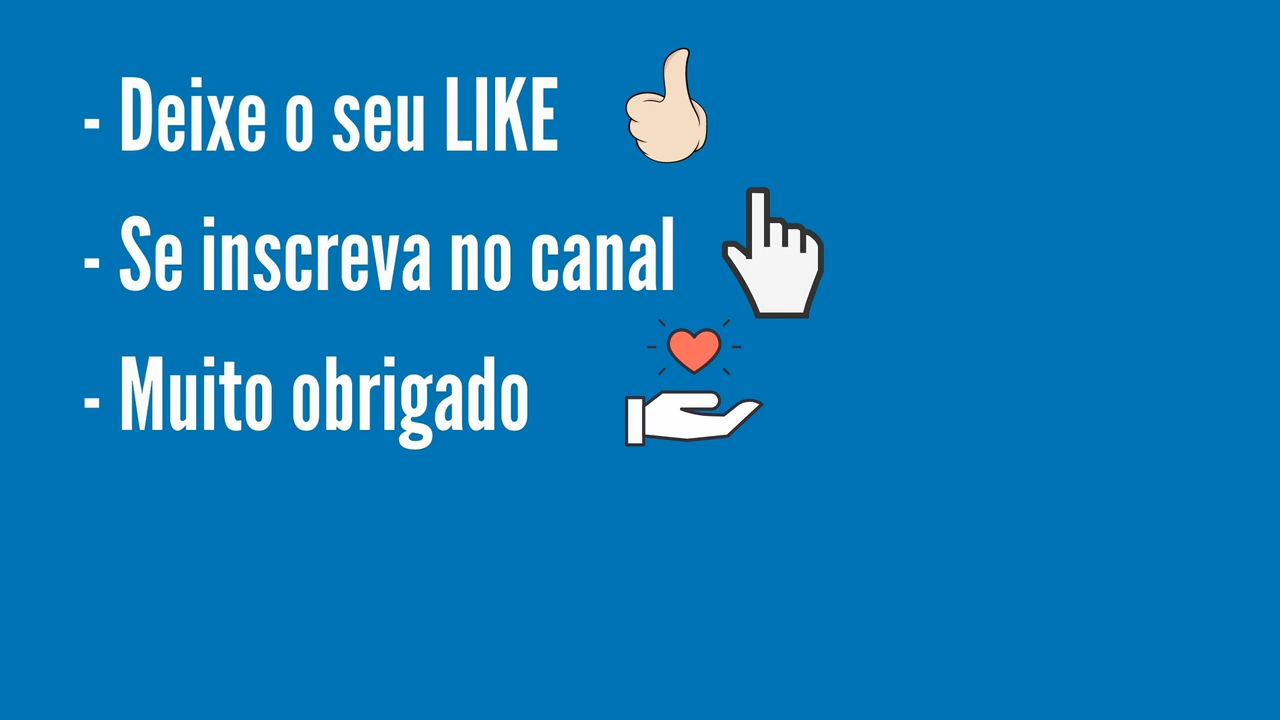 - Deixe o seu LIKE
- Se inscreva no canal
- Muito obrigado